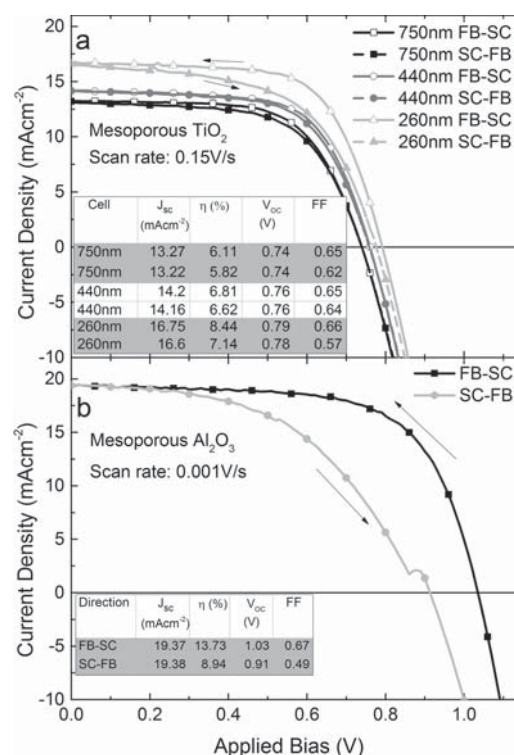 a
750nm FB-SC
750nm SC-FB
440nm FB-SC
440nm SC-FB
260nm FB-SC
260nm SC-FB
Mesoporous TiO₂
Scan rate: 0.15V/s
Cell J_sc (mAcm⁻²) η (%) V_oc (V) FF
750nm 13.27 6.11 0.74 0.65
750nm 13.22 5.82 0.74 0.62
440nm 14.2 6.81 0.76 0.65
440nm 14.16 6.62 0.76 0.64
260nm 16.75 8.44 0.79 0.66
260nm 16.6 7.14 0.78 0.57
Current Density (mAcm⁻²)
20
15
10
5
0
-5
-10
b
FB-SC
SC-FB
Mesoporous Al₂O₃
Scan rate: 0.001V/s
Direction J_sc (mAcm⁻²) η (%) V_oc (V) FF
FB-SC 19.37 13.73 1.03 0.67
SC-FB 19.38 8.94 0.91 0.49
Current Density (mAcm⁻²)
20
15
10
5
0
-5
-10
0.0 0.2 0.4 0.6 0.8 1.0
Applied Bias (V)